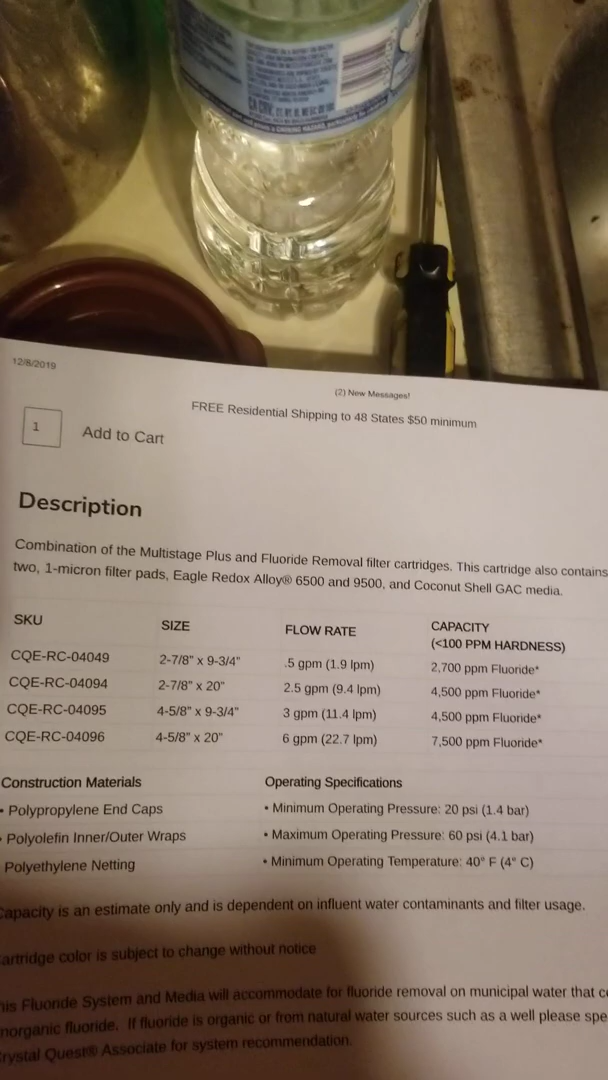 12/8/2019
(2) New Messages!
FREE Residential Shipping to 48 States $50 minimum
1 Add to Cart
Description
Combination of the Multistage Plus and Fluoride Removal filter cartridges. This cartridge also contains
two, 1-micron filter pads, Eagle Redox Alloy® 6500 and 9500, and Coconut Shell GAC media.
SKU SIZE FLOW RATE CAPACITY
(<100 PPM HARDNESS)
CQE-RC-04049 2-7/8" x 9-3/4" .5 gpm (1.9 lpm) 2,700 ppm Fluoride*
CQE-RC-04094 2-7/8" x 20" 2.5 gpm (9.4 lpm) 4,500 ppm Fluoride*
CQE-RC-04095 4-5/8" x 9-3/4" 3 gpm (11.4 lpm) 4,500 ppm Fluoride*
CQE-RC-04096 4-5/8" x 20" 6 gpm (22.7 lpm) 7,500 ppm Fluoride*
Construction Materials Operating Specifications
• Polypropylene End Caps • Minimum Operating Pressure: 20 psi (1.4 bar)
• Polyolefin Inner/Outer Wraps • Maximum Operating Pressure: 60 psi (4.1 bar)
Polyethylene Netting • Minimum Operating Temperature: 40° F (4° C)
Capacity is an estimate only and is dependent on influent water contaminants and filter usage.
artridge color is subject to change without notice
his Fluoride System and Media will accommodate for fluoride removal on municipal water that
norganic fluoride. If fluoride is organic or from natural water sources such as a well please spe
rystal Quest® Associate for system recommendation.